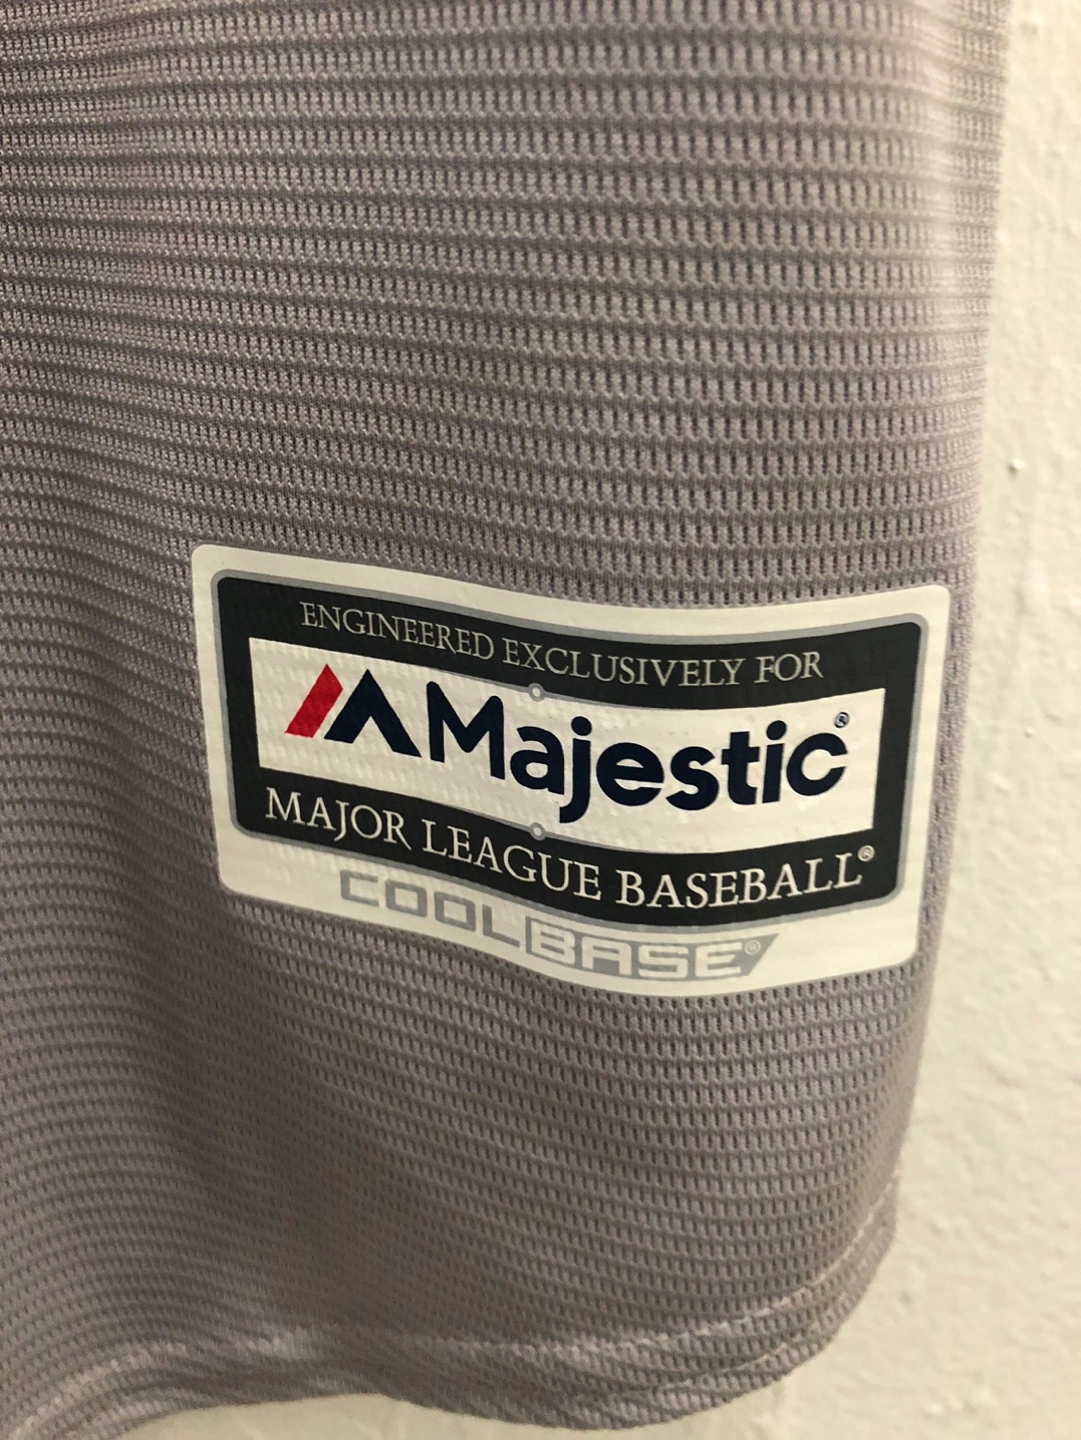 ENGINEERED EXCLUSIVELY FOR
Majestic®
MAJOR LEAGUE BASEBALL®
COOLBASE®